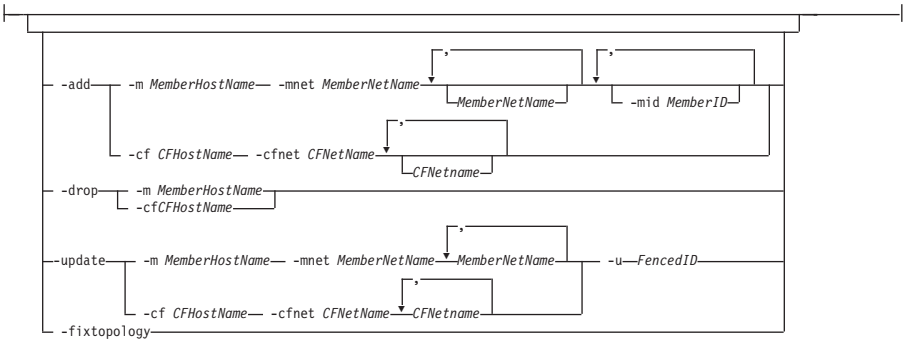 ,
,
-add -m MemberHostName -mnet MemberNetName
MemberNetName
-mid MemberID
,
-cf CFHostName -cfnet CFNetName
CFNetname
-drop -m MemberHostName
-cfCFHostName
,
-update -m MemberHostName -mnet MemberNetName MemberNetName -u FencedID
,
-cf CFHostName -cfnet CFNetName CFNetname
-fixtopology